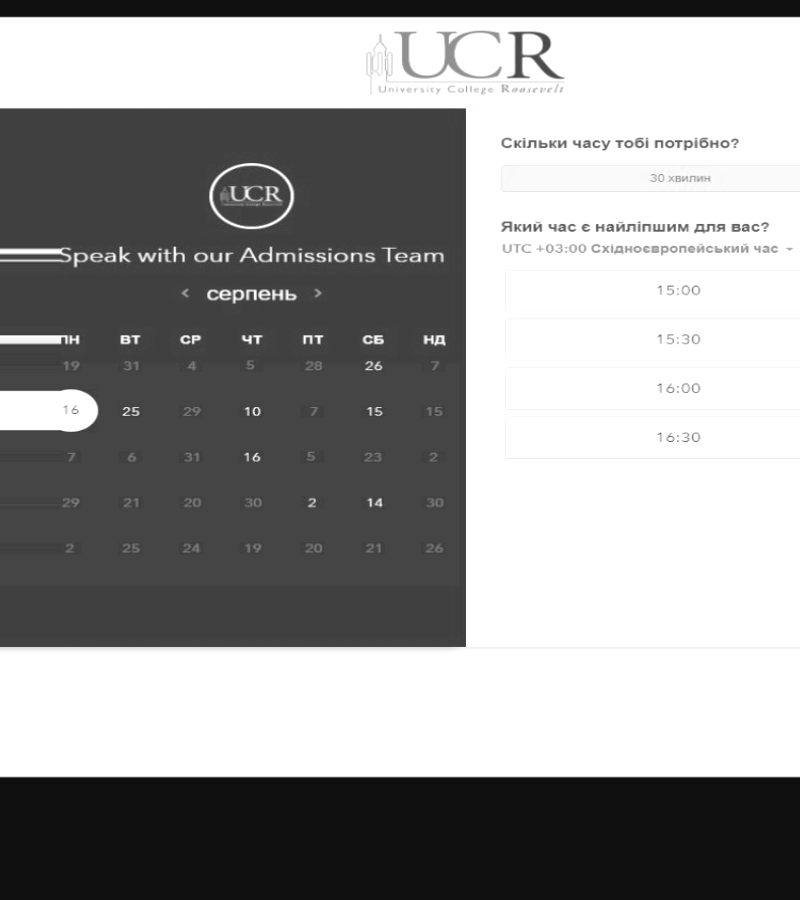 UCR
University College Roosevelt
UCR
Speak with our Admissions Team
< серпень >
ПН ВТ СР ЧТ ПТ СБ НД
19 31 4 5 28 26 7
16 25 29 10 7 15 15
7 6 31 16 5 23 2
29 21 20 30 2 14 30
2 25 24 19 20 21 26
Скільки часу тобі потрібно?
30 хвилин
Який час є найліпшим для вас?
UTC +03:00 Східноєвропейський час
15:00
15:30
16:00
16:30